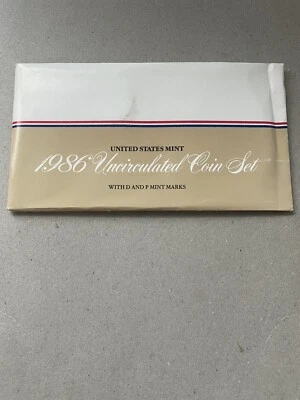 UNITED STATES MINT
1986 Uncirculated Coin Set
WITH D AND P MINT MARKS